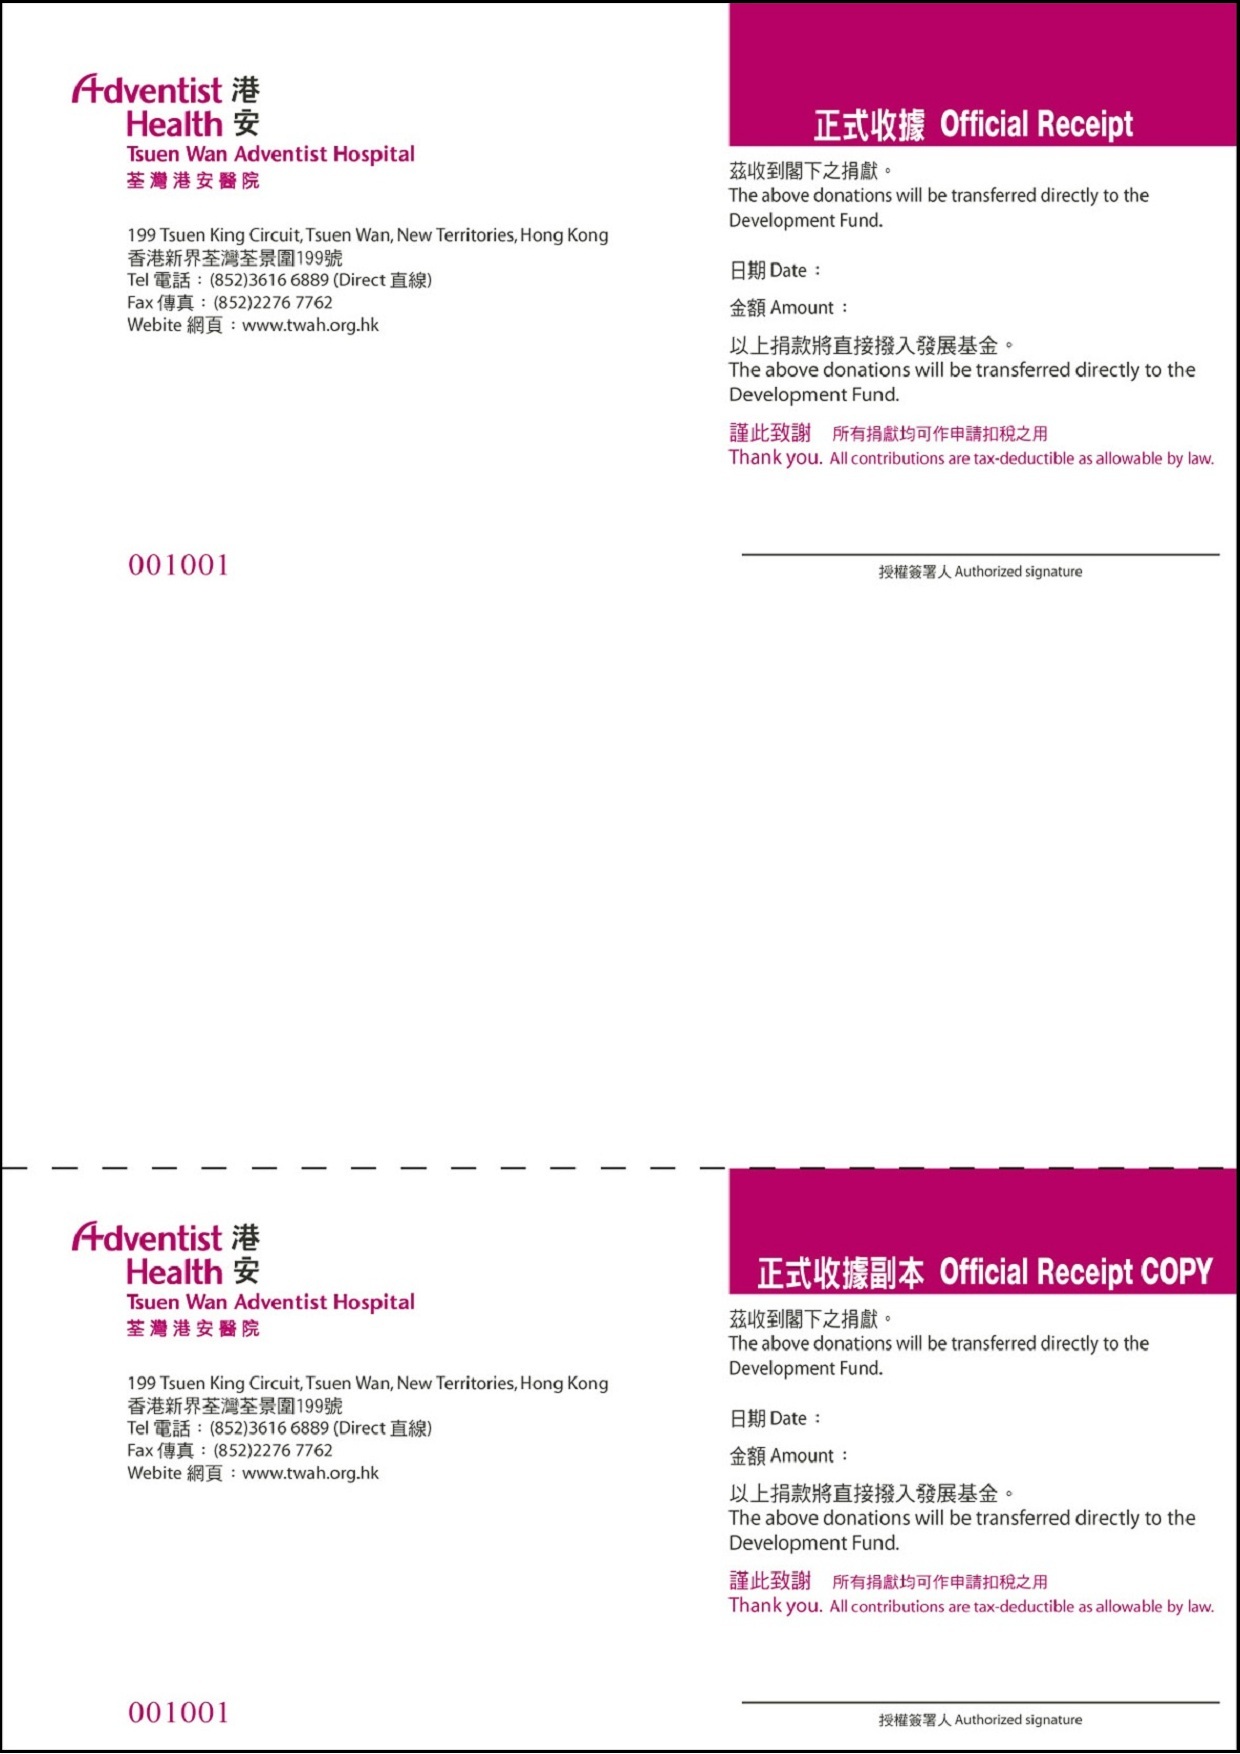 Adventist 港
Health 安
Tsuen Wan Adventist Hospital
荃灣港安醫院
199 Tsuen King Circuit, Tsuen Wan, New Territories, Hong Kong
香港新界荃灣荃景圍199號
Tel 電話：(852)3616 6889 (Direct 直線)
Fax 傳真：(852)2276 7762
Webite 網頁：www.twah.org.hk
001001
正式收據 Official Receipt
茲收到閣下之捐獻。
The above donations will be transferred directly to the
Development Fund.
日期 Date：
金額 Amount：
以上捐款將直接撥入發展基金。
The above donations will be transferred directly to the
Development Fund.
謹此致謝 所有捐獻均可作申請扣稅之用
Thank you. All contributions are tax-deductible as allowable by law.
授權簽署人 Authorized signature
Adventist 港
Health 安
Tsuen Wan Adventist Hospital
荃灣港安醫院
199 Tsuen King Circuit, Tsuen Wan, New Territories, Hong Kong
香港新界荃灣荃景圍199號
Tel 電話：(852)3616 6889 (Direct 直線)
Fax 傳真：(852)2276 7762
Webite 網頁：www.twah.org.hk
001001
正式收據副本 Official Receipt COPY
茲收到閣下之捐獻。
The above donations will be transferred directly to the
Development Fund.
日期 Date：
金額 Amount：
以上捐款將直接撥入發展基金。
The above donations will be transferred directly to the
Development Fund.
謹此致謝 所有捐獻均可作申請扣稅之用
Thank you. All contributions are tax-deductible as allowable by law.
授權簽署人 Authorized signature